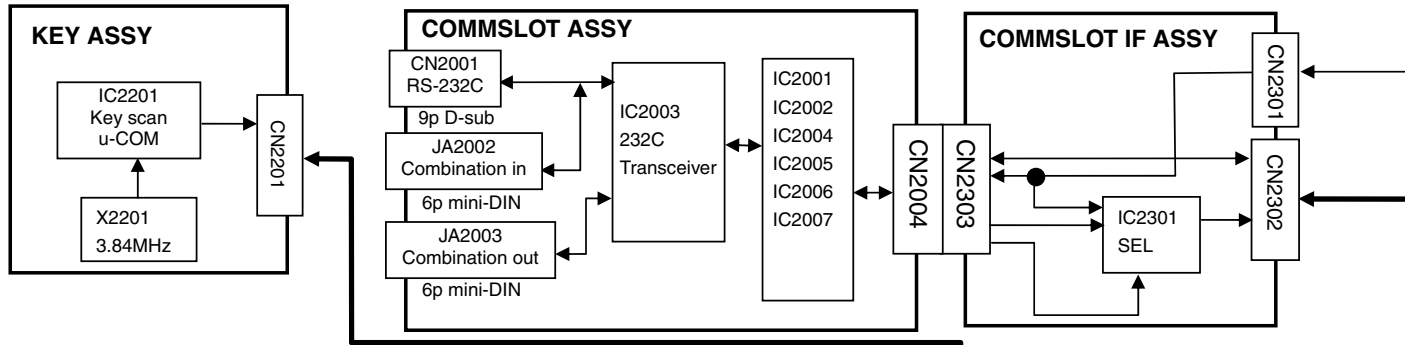 KEY ASSY
IC2201
Key scan
u-COM
X2201
3.84MHz
CN2201
COMMSLOT ASSY
CN2001
RS-232C
9p D-sub
JA2002
Combination in
6p mini-DIN
JA2003
Combination out
6p mini-DIN
IC2003
232C
Transceiver
IC2001
IC2002
IC2004
IC2005
IC2006
IC2007
CN2004
COMMSLOT IF ASSY
CN2303
IC2301
SEL
CN2301
CN2302